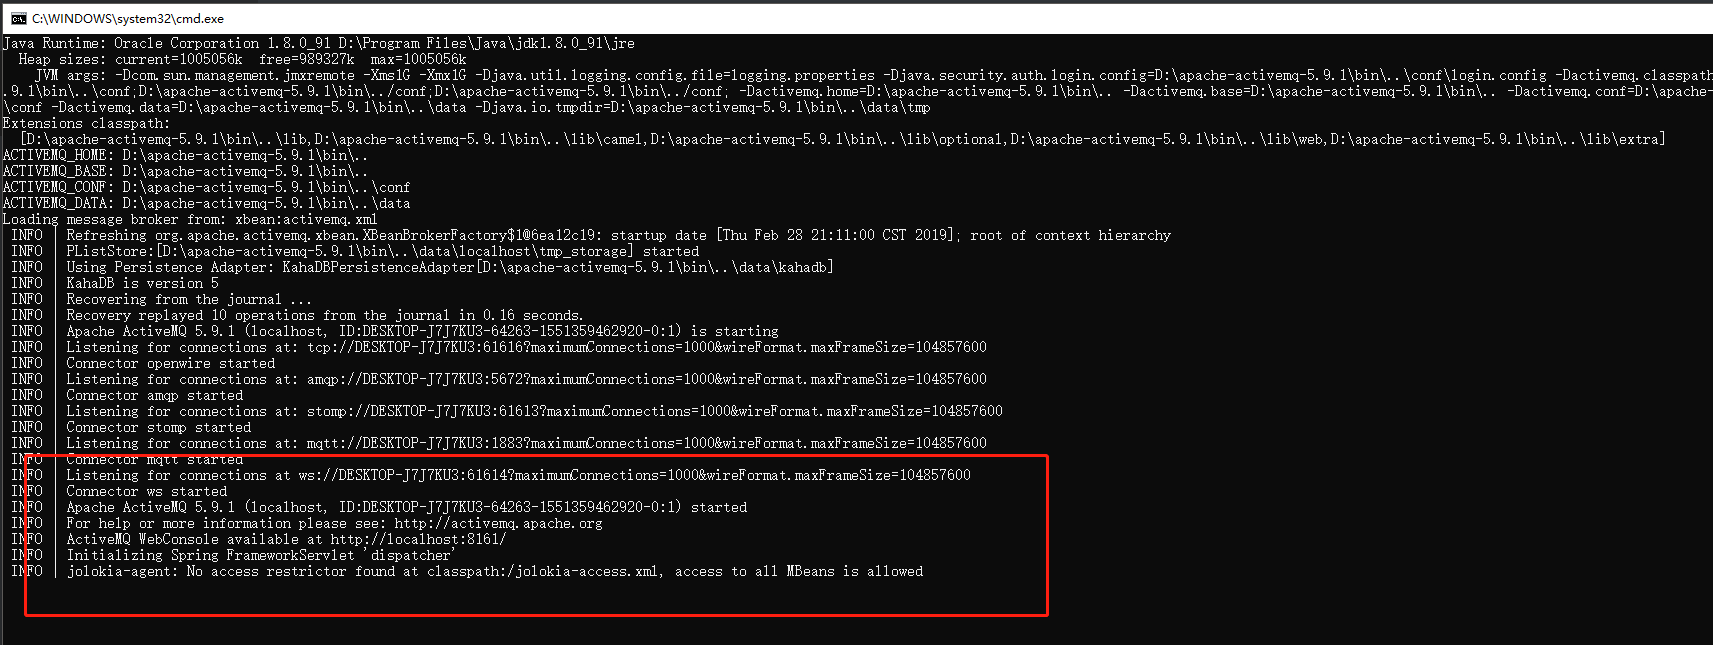 C:\WINDOWS\system32\cmd.exe
Java Runtime: Oracle Corporation 1.8.0_91 D:\Program Files\Java\jdk1.8.0_91\jre
  Heap sizes: current=1005056k  free=989327k  max=1005056k
    JVM args: -Dcom.sun.management.jmxremote -Xms1G -Xmx1G -Djava.util.logging.config.file=logging.properties -Djava.security.auth.login.config=D:\apache-activemq-5.9.1\bin\..\conf\login.config -Dactivemq.classpath
.9.1\bin\..\conf;D:\apache-activemq-5.9.1\bin\../conf;D:\apache-activemq-5.9.1\bin\../conf; -Dactivemq.home=D:\apache-activemq-5.9.1\bin\.. -Dactivemq.base=D:\apache-activemq-5.9.1\bin\.. -Dactivemq.conf=D:\apache-
\conf -Dactivemq.data=D:\apache-activemq-5.9.1\bin\..\data -Djava.io.tmpdir=D:\apache-activemq-5.9.1\bin\..\data\tmp
Extensions classpath:
  [D:\apache-activemq-5.9.1\bin\..\lib,D:\apache-activemq-5.9.1\bin\..\lib\camel,D:\apache-activemq-5.9.1\bin\..\lib\optional,D:\apache-activemq-5.9.1\bin\..\lib\web,D:\apache-activemq-5.9.1\bin\..\lib\extra]
ACTIVEMQ_HOME: D:\apache-activemq-5.9.1\bin\..
ACTIVEMQ_BASE: D:\apache-activemq-5.9.1\bin\..
ACTIVEMQ_CONF: D:\apache-activemq-5.9.1\bin\..\conf
ACTIVEMQ_DATA: D:\apache-activemq-5.9.1\bin\..\data
Loading message broker from: xbean:activemq.xml
 INFO | Refreshing org.apache.activemq.xbean.XBeanBrokerFactory$1@6ea12c19: startup date [Thu Feb 28 21:11:00 CST 2019]; root of context hierarchy
 INFO | PListStore:[D:\apache-activemq-5.9.1\bin\..\data\localhost\tmp_storage] started
 INFO | Using Persistence Adapter: KahaDBPersistenceAdapter[D:\apache-activemq-5.9.1\bin\..\data\kahadb]
 INFO | KahaDB is version 5
 INFO | Recovering from the journal ...
 INFO | Recovery replayed 10 operations from the journal in 0.16 seconds.
 INFO | Apache ActiveMQ 5.9.1 (localhost, ID:DESKTOP-J7J7KU3-64263-1551359462920-0:1) is starting
 INFO | Listening for connections at: tcp://DESKTOP-J7J7KU3:61616?maximumConnections=1000&wireFormat.maxFrameSize=104857600
 INFO | Connector openwire started
 INFO | Listening for connections at: amqp://DESKTOP-J7J7KU3:5672?maximumConnections=1000&wireFormat.maxFrameSize=104857600
 INFO | Connector amqp started
 INFO | Listening for connections at: stomp://DESKTOP-J7J7KU3:61613?maximumConnections=1000&wireFormat.maxFrameSize=104857600
 INFO | Connector stomp started
 INFO | Listening for connections at: mqtt://DESKTOP-J7J7KU3:1883?maximumConnections=1000&wireFormat.maxFrameSize=104857600
 INFO | Connector mqtt started
 INFO | Listening for connections at ws://DESKTOP-J7J7KU3:61614?maximumConnections=1000&wireFormat.maxFrameSize=104857600
 INFO | Connector ws started
 INFO | Apache ActiveMQ 5.9.1 (localhost, ID:DESKTOP-J7J7KU3-64263-1551359462920-0:1) started
 INFO | For help or more information please see: http://activemq.apache.org
 INFO | ActiveMQ WebConsole available at http://localhost:8161/
 INFO | Initializing Spring FrameworkServlet 'dispatcher'
 INFO | jolokia-agent: No access restrictor found at classpath:/jolokia-access.xml, access to all MBeans is allowed